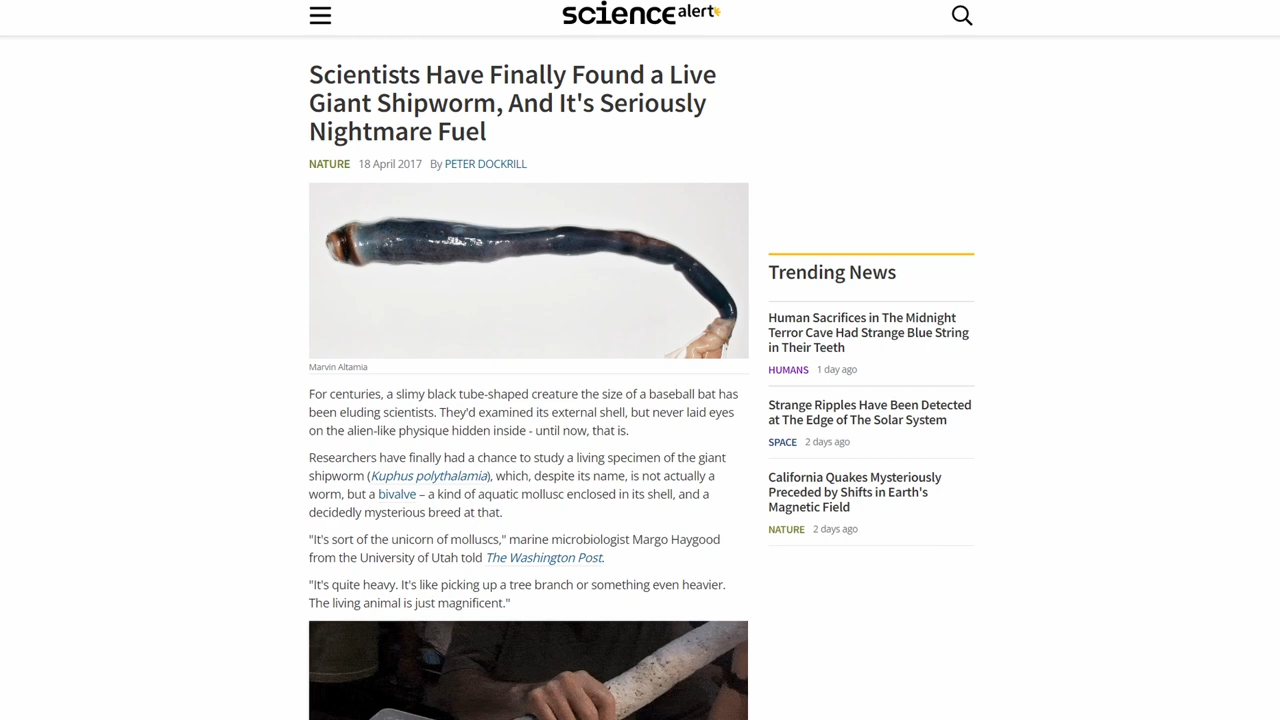 science alert
Scientists Have Finally Found a Live
Giant Shipworm, And It's Seriously
Nightmare Fuel
NATURE 18 April 2017 By PETER DOCKRILL
Marvin Altamia
For centuries, a slimy black tube-shaped creature the size of a baseball bat has
been eluding scientists. They'd examined its external shell, but never laid eyes
on the alien-like physique hidden inside - until now, that is.
Researchers have finally had a chance to study a living specimen of the giant
shipworm (Kuphus polythalamia), which, despite its name, is not actually a
worm, but a bivalve – a kind of aquatic mollusc enclosed in its shell, and a
decidedly mysterious breed at that.
"It's sort of the unicorn of molluscs," marine microbiologist Margo Haygood
from the University of Utah told The Washington Post.
"It's quite heavy. It's like picking up a tree branch or something even heavier.
The living animal is just magnificent."
Trending News
Human Sacrifices in The Midnight
Terror Cave Had Strange Blue String
in Their Teeth
HUMANS 1 day ago
Strange Ripples Have Been Detected
at The Edge of The Solar System
SPACE 2 days ago
California Quakes Mysteriously
Preceded by Shifts in Earth's
Magnetic Field
NATURE 2 days ago